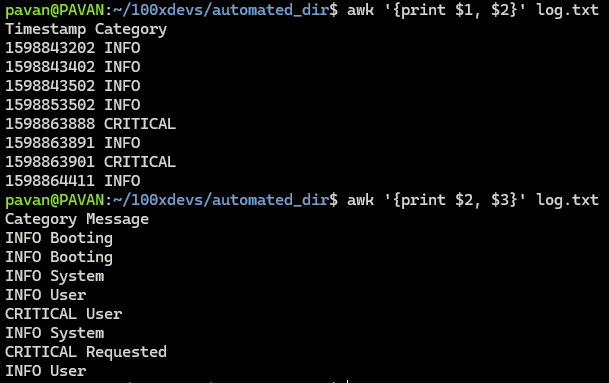 pavan@PAVAN:~/100xdevs/automated_dir$ awk '{print $1, $2}' log.txt
Timestamp Category
1598843202 INFO
1598843402 INFO
1598843502 INFO
1598853502 INFO
1598863888 CRITICAL
1598863891 INFO
1598863901 CRITICAL
1598864411 INFO
pavan@PAVAN:~/100xdevs/automated_dir$ awk '{print $2, $3}' log.txt
Category Message
INFO Booting
INFO Booting
INFO System
INFO User
CRITICAL User
INFO System
CRITICAL Requested
INFO User